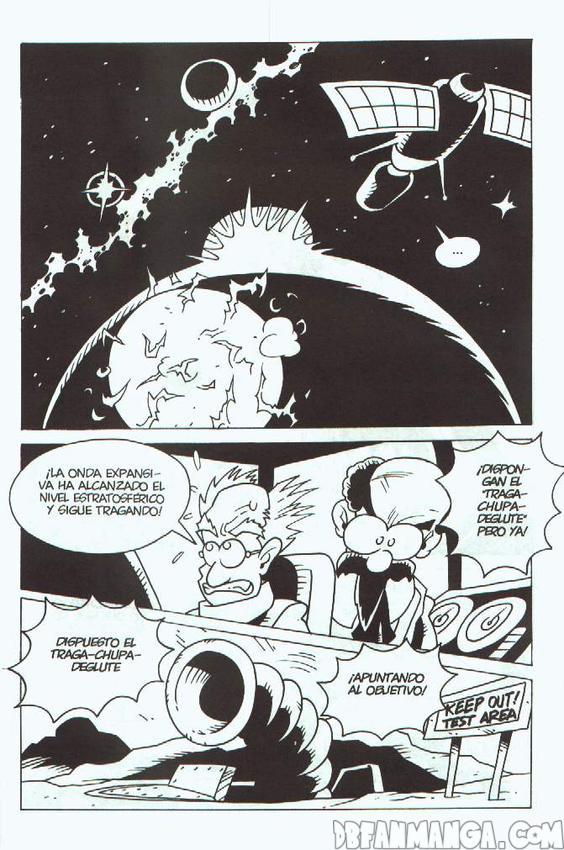 ...
¡LA ONDA EXPANSI-
VA HA ALCANZADO EL
NIVEL ESTRATOSFÉRICO
Y SIGUE TRAGANDO!
¡DISPON-
GAN EL
"TRAGA-
CHUPA-
DEGLUTE"
PERO YA!
DISPUESTO EL
TRAGA-CHUPA-
DEGLUTE
¡APUNTANDO
AL OBJETIVO!
KEEP OUT!
TEST AREA
DBFANMANGA.COM